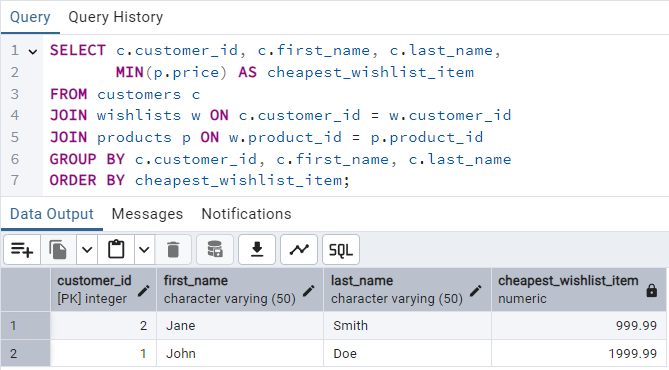 Query Query History
1 SELECT c.customer_id, c.first_name, c.last_name,
2 MIN(p.price) AS cheapest_wishlist_item
3 FROM customers c
4 JOIN wishlists w ON c.customer_id = w.customer_id
5 JOIN products p ON w.product_id = p.product_id
6 GROUP BY c.customer_id, c.first_name, c.last_name
7 ORDER BY cheapest_wishlist_item;
Data Output Messages Notifications
SQL
customer_id first_name last_name cheapest_wishlist_item
[PK] integer character varying (50) character varying (50) numeric
1 2 Jane Smith 999.99
2 1 John Doe 1999.99